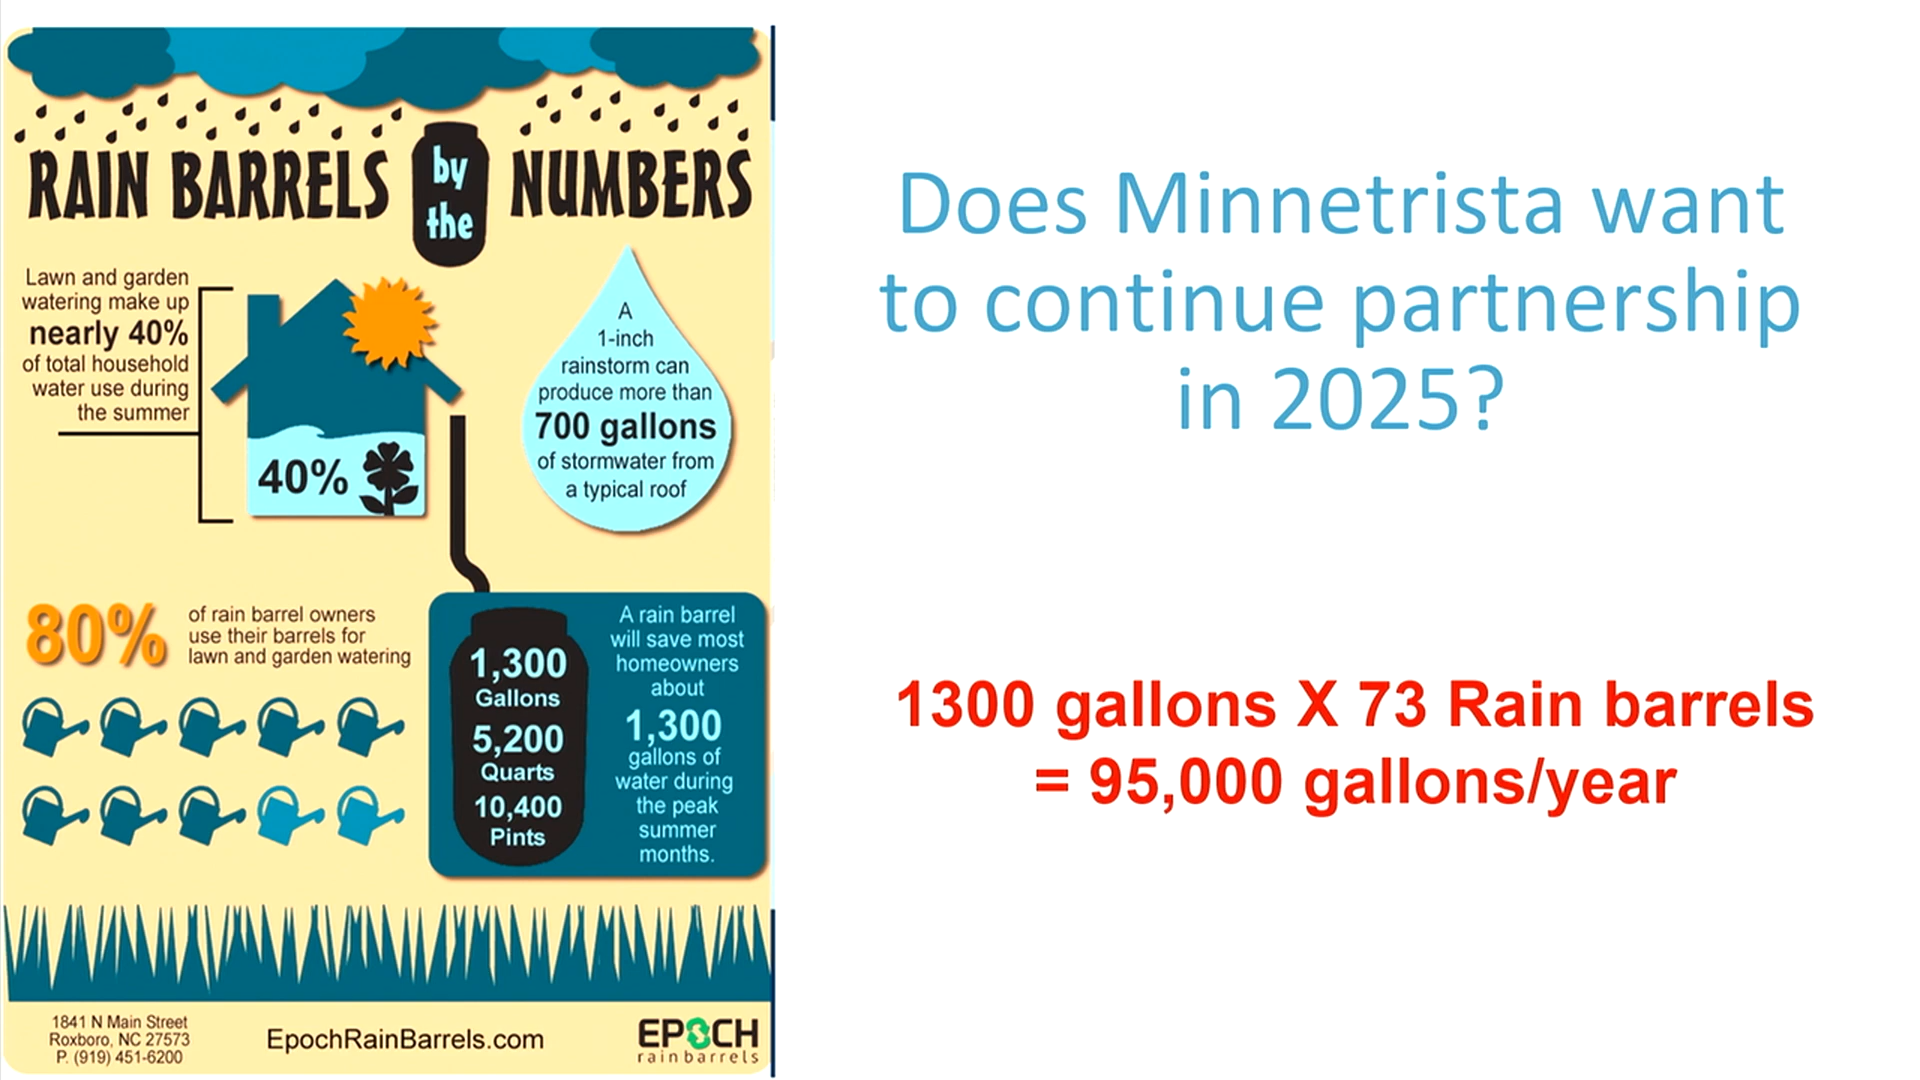 RAIN BARRELS by the NUMBERS
Lawn and garden
watering make up
nearly 40%
of total household
water use during
the summer
40%
A
1-inch
rainstorm can
produce more than
700 gallons
of stormwater from
a typical roof
80%
of rain barrel owners
use their barrels for
lawn and garden watering
1,300
Gallons
5,200
Quarts
10,400
Pints
A rain barrel
will save most
homeowners
about
1,300
gallons of
water during
the peak
summer
months.
1841 N Main Street
Roxboro, NC 27573
P. (919) 451-6200
EpochRainBarrels.com
EPOCH
rainbarrels
Does Minnetrista want
to continue partnership
in 2025?
1300 gallons X 73 Rain barrels
= 95,000 gallons/year